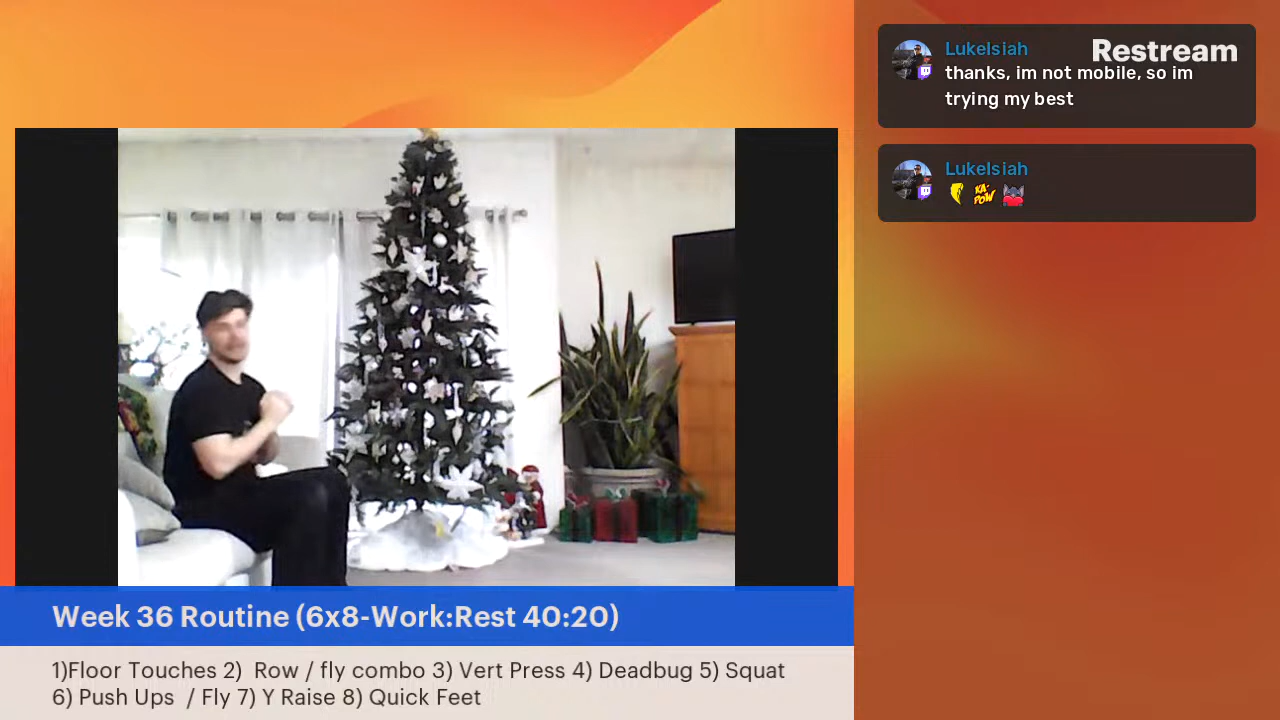 LukeIsiah
Restream
thanks, im not mobile, so im
trying my best
LukeIsiah
KA-
POW
Week 36 Routine (6x8-Work:Rest 40:20)
1)Floor Touches 2)  Row / fly combo 3) Vert Press 4) Deadbug 5) Squat
6) Push Ups  / Fly 7) Y Raise 8) Quick Feet